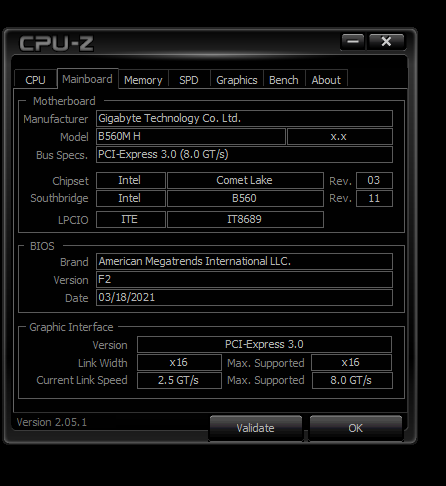 CPU-Z
CPU Mainboard Memory SPD Graphics Bench About
Motherboard
Manufacturer Gigabyte Technology Co. Ltd.
Model B560M H x.x
Bus Specs. PCI-Express 3.0 (8.0 GT/s)
Chipset Intel Comet Lake Rev. 03
Southbridge Intel B560 Rev. 11
LPCIO ITE IT8689
BIOS
Brand American Megatrends International LLC.
Version F2
Date 03/18/2021
Graphic Interface
Version PCI-Express 3.0
Link Width x16 Max. Supported x16
Current Link Speed 2.5 GT/s Max. Supported 8.0 GT/s
Version 2.05.1 Validate OK